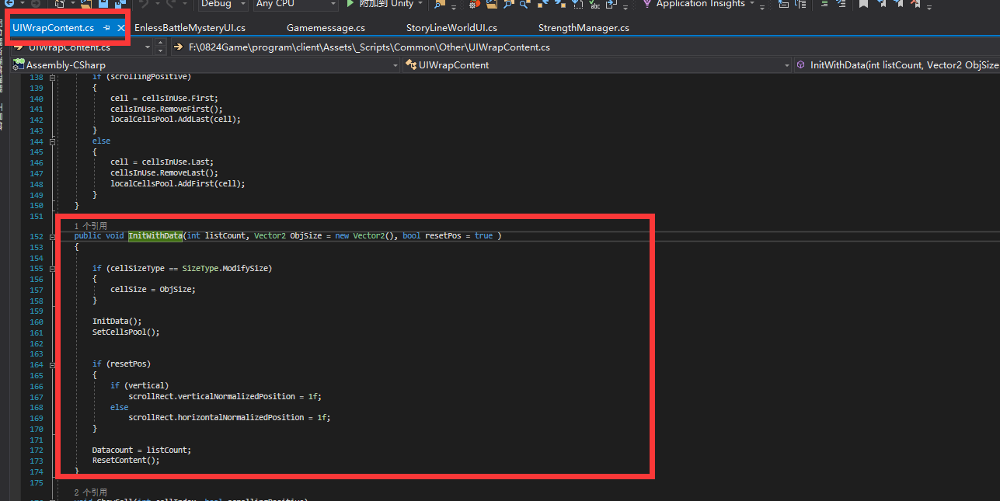 Debug Any CPU 附加到 Unity Application Insights
UIWrapContent.cs EnlessBattleMysteryUI.cs Gamemessage.cs StoryLineWorldUI.cs StrengthManager.cs
UIWrapContent.cs F:\0824Game\program\client\Assets\_Scripts\Common\Other\UIWrapContent.cs
Assembly-CSharp UIWrapContent InitWithData(int listCount, Vector2 ObjSize
138 if (scrollingPositive)
139 {
140 cell = cellsInUse.First;
141 cellsInUse.RemoveFirst();
142 localCellsPool.AddLast(cell);
143 }
144 else
145 {
146 cell = cellsInUse.Last;
147 cellsInUse.RemoveLast();
148 localCellsPool.AddFirst(cell);
149 }
150 }
151
1 个引用
152 public void InitWithData(int listCount, Vector2 ObjSize = new Vector2(), bool resetPos = true )
153 {
154
155 if (cellSizeType == SizeType.ModifySize)
156 {
157 cellSize = ObjSize;
158 }
159
160 InitData();
161 SetCellsPool();
162
163
164 if (resetPos)
165 {
166 if (vertical)
167 scrollRect.verticalNormalizedPosition = 1f;
168 else
169 scrollRect.horizontalNormalizedPosition = 1f;
170 }
171
172 Datacount = listCount;
173 ResetContent();
174 }
175
2 个引用